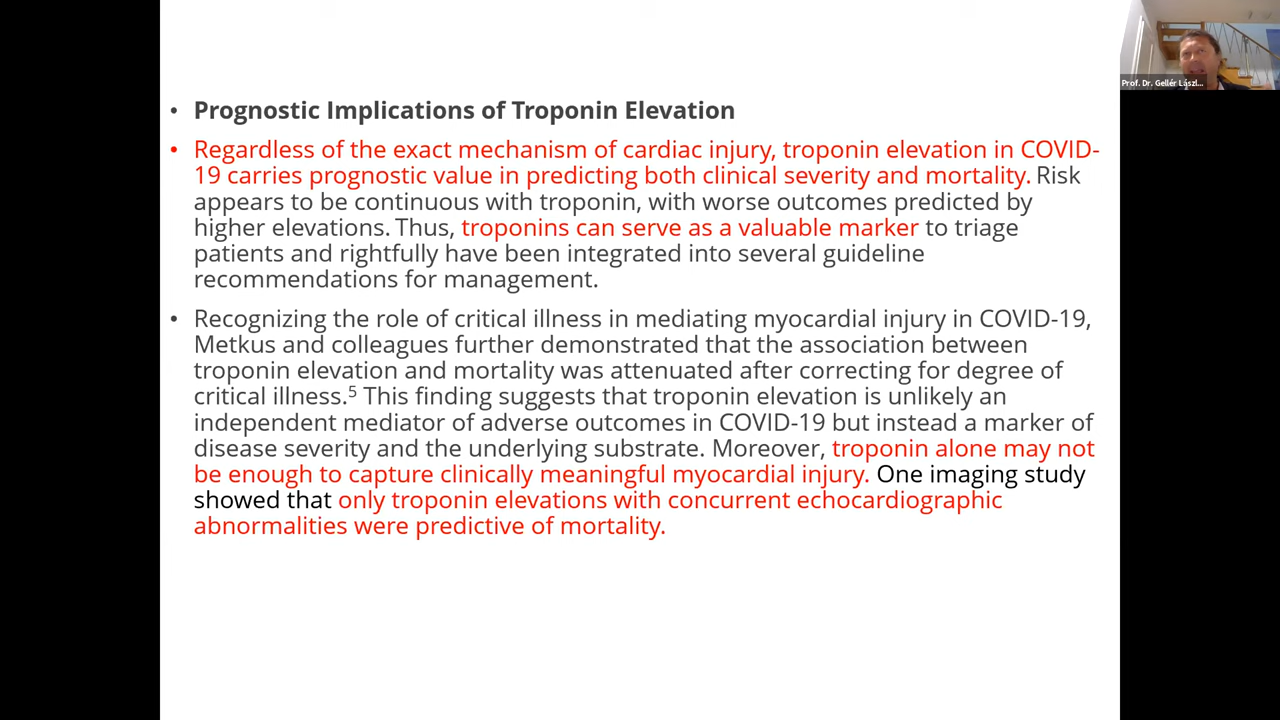 • Prognostic Implications of Troponin Elevation
• Regardless of the exact mechanism of cardiac injury, troponin elevation in COVID-
19 carries prognostic value in predicting both clinical severity and mortality. Risk
appears to be continuous with troponin, with worse outcomes predicted by
higher elevations. Thus, troponins can serve as a valuable marker to triage
patients and rightfully have been integrated into several guideline
recommendations for management.
• Recognizing the role of critical illness in mediating myocardial injury in COVID-19,
Metkus and colleagues further demonstrated that the association between
troponin elevation and mortality was attenuated after correcting for degree of
critical illness.⁵ This finding suggests that troponin elevation is unlikely an
independent mediator of adverse outcomes in COVID-19 but instead a marker of
disease severity and the underlying substrate. Moreover, troponin alone may not
be enough to capture clinically meaningful myocardial injury. One imaging study
showed that only troponin elevations with concurrent echocardiographic
abnormalities were predictive of mortality.
Prof. Dr. Gellér Lászl...